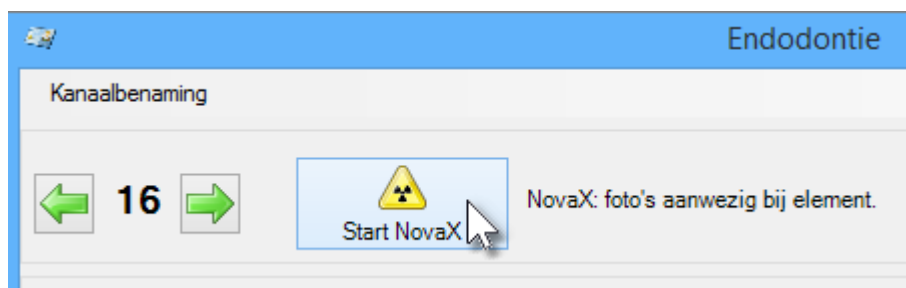 Endodontie
Kanaalbenaming
16
Start NovaX
NovaX: foto's aanwezig bij element.